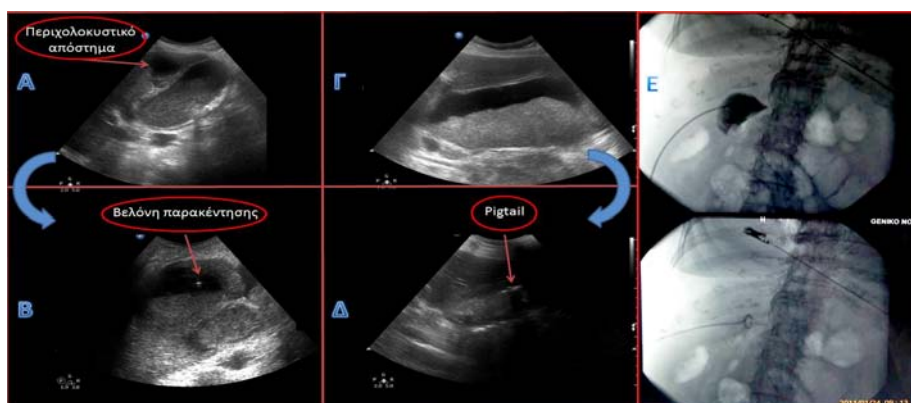 Περιχολοκυστικό
απόστημα
Α
Γ
Ε
Βελόνη παρακέντησης
Pigtail
Β
Δ
H
GENIKO NO